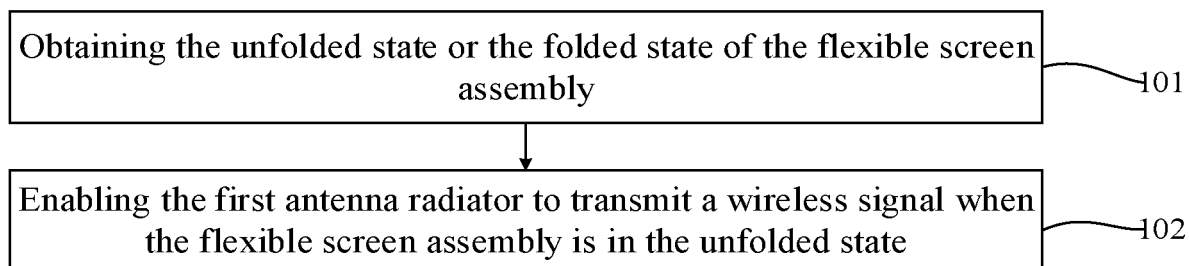 Obtaining the unfolded state or the folded state of the flexible screen
assembly
101
Enabling the first antenna radiator to transmit a wireless signal when
the flexible screen assembly is in the unfolded state
102